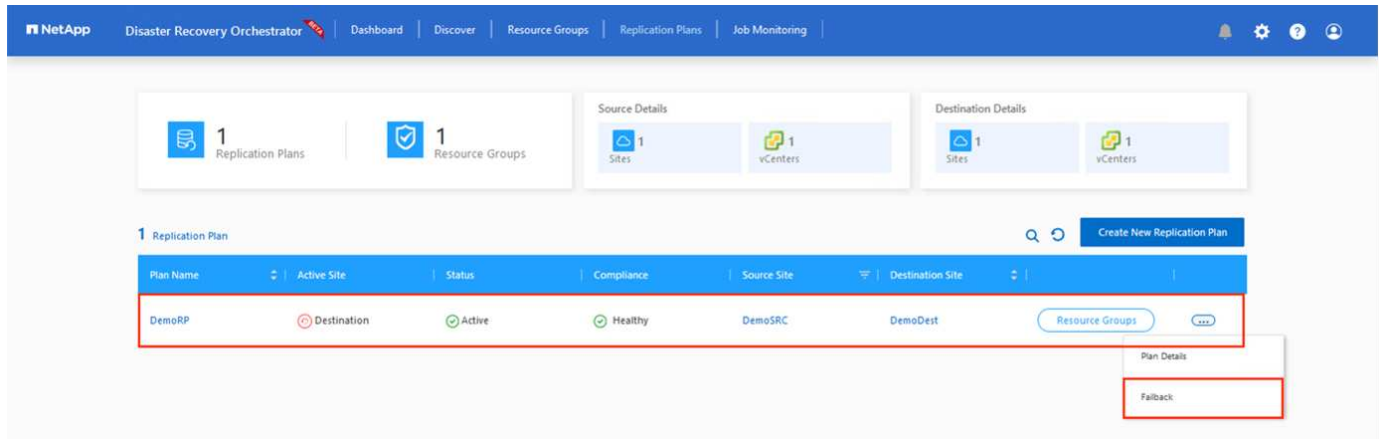 NetApp Disaster Recovery Orchestrator BETA Dashboard Discover Resource Groups Replication Plans Job Monitoring
1 Replication Plans
1 Resource Groups
Source Details
1 Sites
1 vCenters
Destination Details
1 Sites
1 vCenters
1 Replication Plan
Create New Replication Plan
Plan Name Active Site Status Compliance Source Site Destination Site
DemoRP Destination Active Healthy DemoSRC DemoDest Resource Groups
Plan Details
Failback